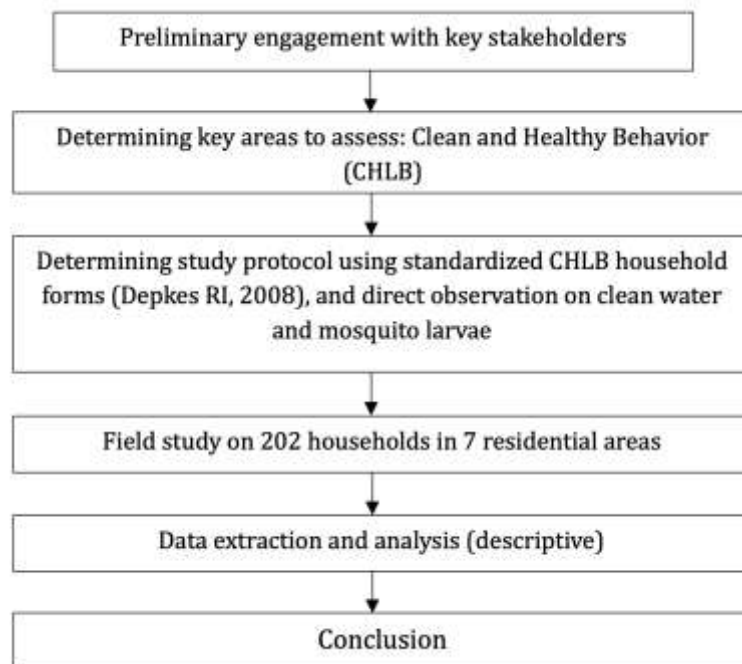 Preliminary engagement with key stakeholders
Determining key areas to assess: Clean and Healthy Behavior
(CHLB)
Determining study protocol using standardized CHLB household
forms (Depkes RI, 2008), and direct observation on clean water
and mosquito larvae
Field study on 202 households in 7 residential areas
Data extraction and analysis (descriptive)
Conclusion